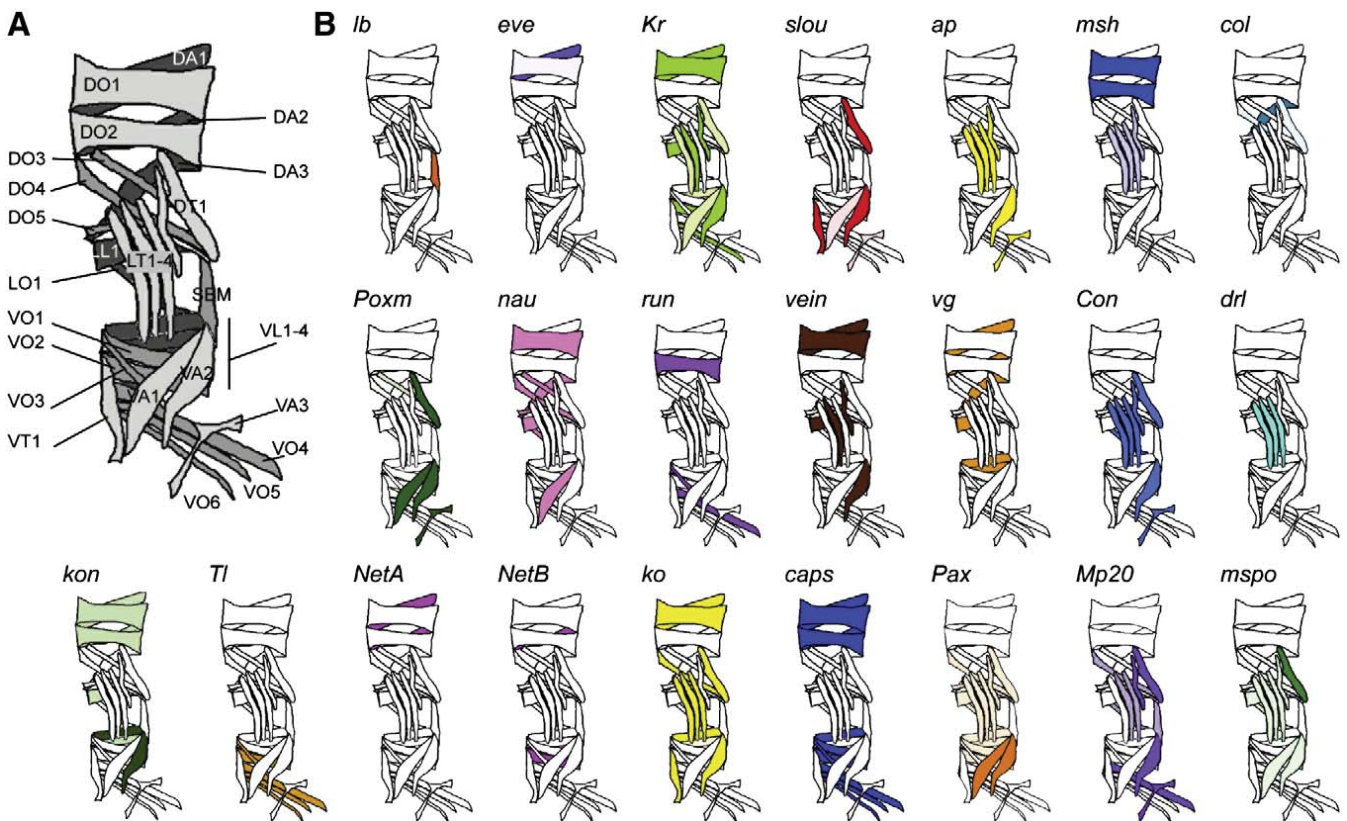 A
B
lb
eve
Kr
slou
ap
msh
col
DA1
DO1
DA2
DO2
DO3
DA3
DO4
DT1
DO5
LL1
LT1-4
LO1
SBM
VO1
VL1-4
VO2
VA2
VA1
VO3
VA3
VT1
VO4
VO5
VO6
Poxm
nau
run
vein
vg
Con
drl
kon
Tl
NetA
NetB
ko
caps
Pax
Mp20
mspo